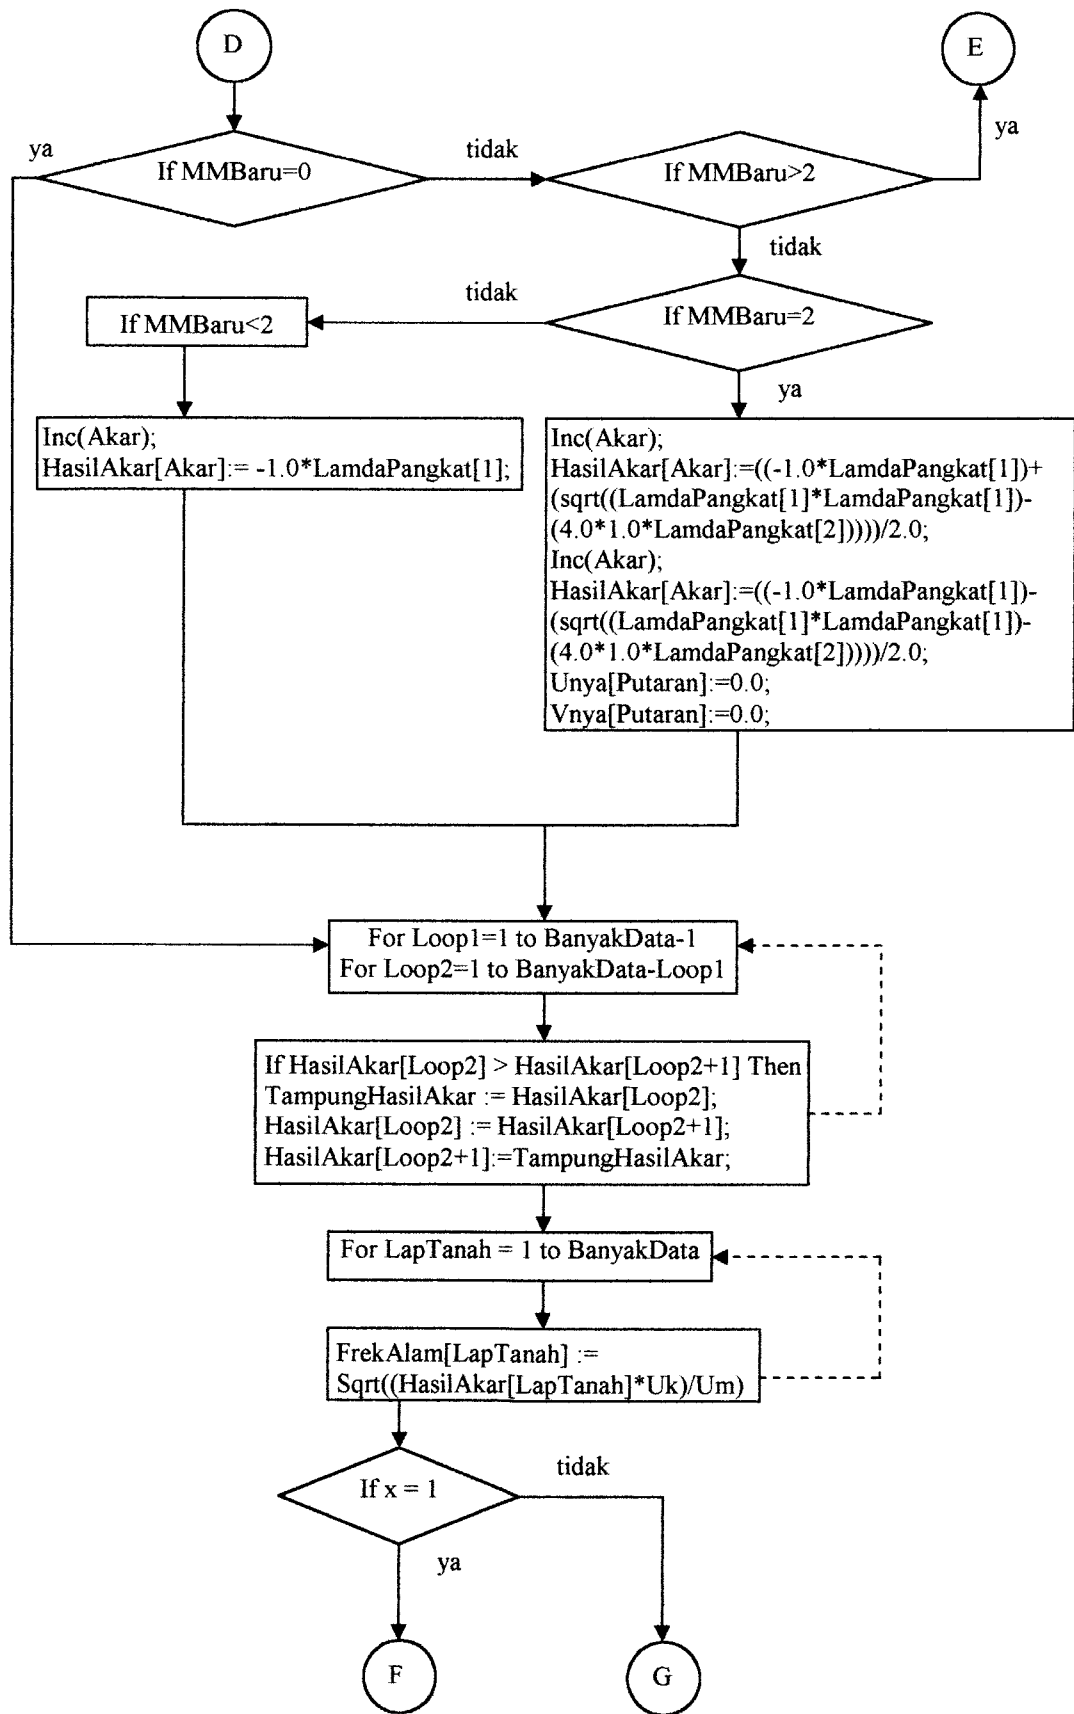 D
E
ya
If MMBaru=0
tidak
If MMBaru>2
ya
tidak
If MMBaru=2
tidak
If MMBaru<2
ya
Inc(Akar);
HasilAkar[Akar]:= -1.0*LamdaPangkat[1];
Inc(Akar);
HasilAkar[Akar]:=((-1.0*LamdaPangkat[1])+
(sqrt((LamdaPangkat[1]*LamdaPangkat[1])-
(4.0*1.0*LamdaPangkat[2]))))/2.0;
Inc(Akar);
HasilAkar[Akar]:=((-1.0*LamdaPangkat[1])-
(sqrt((LamdaPangkat[1]*LamdaPangkat[1])-
(4.0*1.0*LamdaPangkat[2]))))/2.0;
Unya[Putaran]:=0.0;
Vnya[Putaran]:=0.0;
For Loop1=1 to BanyakData-1
For Loop2=1 to BanyakData-Loop1
If HasilAkar[Loop2] > HasilAkar[Loop2+1] Then
TampungHasilAkar := HasilAkar[Loop2];
HasilAkar[Loop2] := HasilAkar[Loop2+1];
HasilAkar[Loop2+1]:=TampungHasilAkar;
For LapTanah = 1 to BanyakData
FrekAlam[LapTanah] :=
Sqrt((HasilAkar[LapTanah]*Uk)/Um)
If x = 1
tidak
ya
F
G